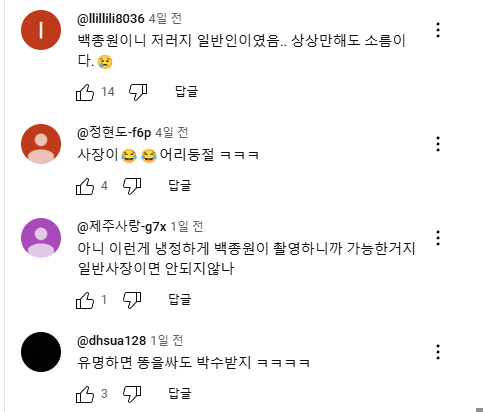 @llillili8036 4일 전
백종원이니 저러지 일반인이였음.. 상상만해도 소름이
다.😢
14 답글
@정현도-f6p 4일 전
사장이😂😂어리둥절 ㅋㅋㅋ
4 답글
@제주사랑-g7x 1일 전
아니 이런게 냉정하게 백종원이 촬영하니까 가능한거지
일반사장이면 안되지않나
1 답글
@dhsua128 1일 전
유명하면 똥을싸도 박수받지 ㅋㅋㅋㅋ
3 답글